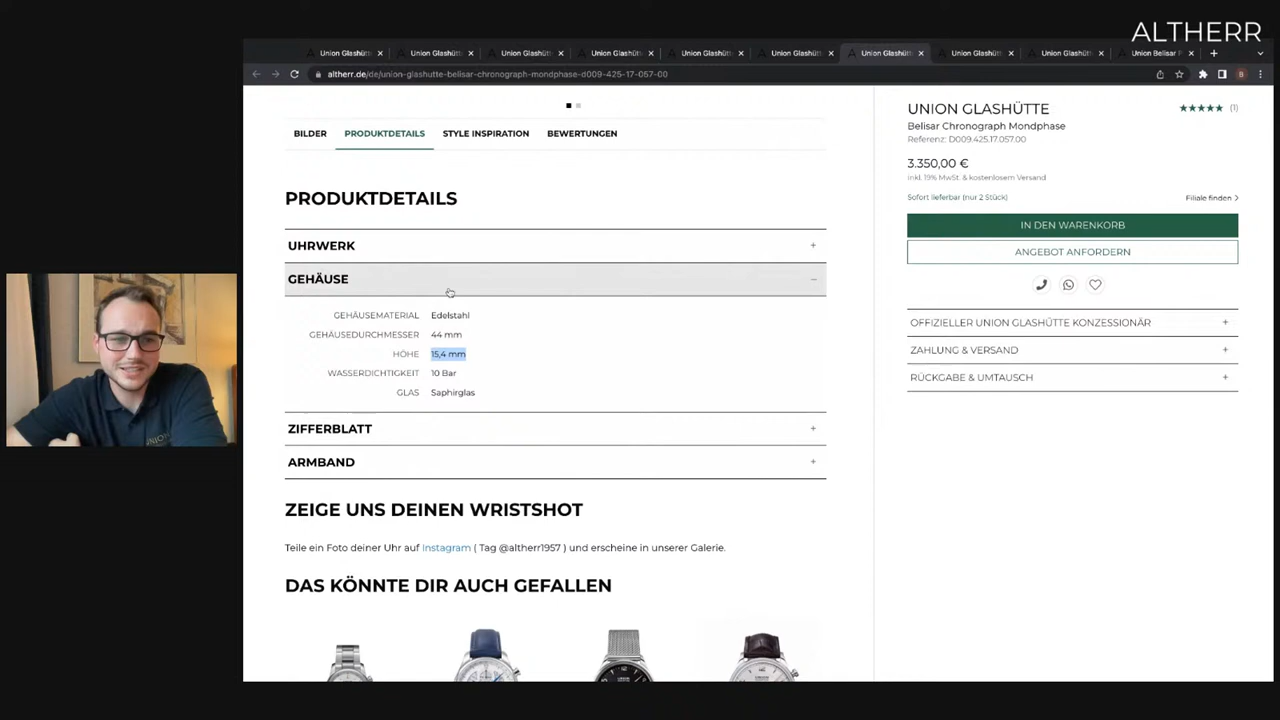 ALTHERR
Union Glashütt
Union Glashütt
Union Glashütt
Union Glashütt
Union Glashütt
Union Glashütt
Union Glashütt
Union Glashütt
Union Glashütt
Union Belisar P
altherr.de/de/union-glashutte-belisar-chronograph-mondphase-d009-425-17-057-00
B
BILDER
PRODUKTDETAILS
STYLE INSPIRATION
BEWERTUNGEN
PRODUKTDETAILS
UHRWERK +
GEHÄUSE –
GEHÄUSEMATERIAL Edelstahl
GEHÄUSEDURCHMESSER 44 mm
HÖHE 15,4 mm
WASSERDICHTIGKEIT 10 Bar
GLAS Saphirglas
ZIFFERBLATT +
ARMBAND +
ZEIGE UNS DEINEN WRISTSHOT
Teile ein Foto deiner Uhr auf Instagram ( Tag @altherr1957 ) und erscheine in unserer Galerie.
DAS KÖNNTE DIR AUCH GEFALLEN
UNION GLASHÜTTE
★★★★★ (1)
Belisar Chronograph Mondphase
Referenz: D009.425.17.057.00
3.350,00 €
inkl. 19% MwSt. & kostenlosem Versand
Sofort lieferbar (nur 2 Stück)
Filiale finden >
IN DEN WARENKORB
ANGEBOT ANFORDERN
OFFIZIELLER UNION GLASHÜTTE KONZESSIONÄR +
ZAHLUNG & VERSAND +
RÜCKGABE & UMTAUSCH +
UNION